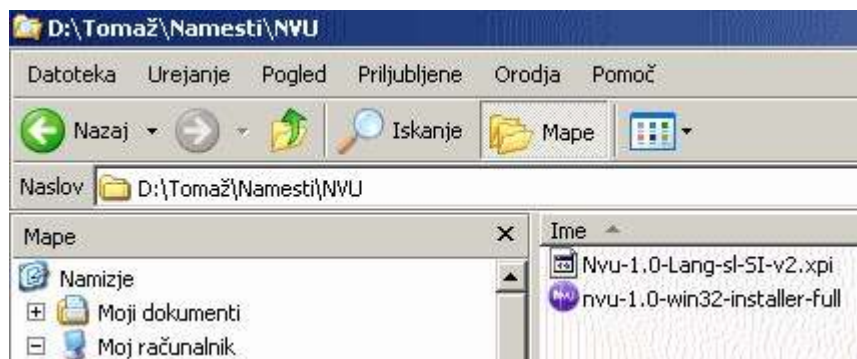 D:\Tomaž\Namesti\NVU
Datoteka Urejanje Pogled Priljubljene Orodja Pomoč
Nazaj Iskanje Mape
Naslov D:\Tomaž\Namesti\NVU
Mape
Namizje
Moji dokumenti
Moj računalnik
Ime
Nvu-1.0-Lang-sl-SI-v2.xpi
nvu-1.0-win32-installer-full